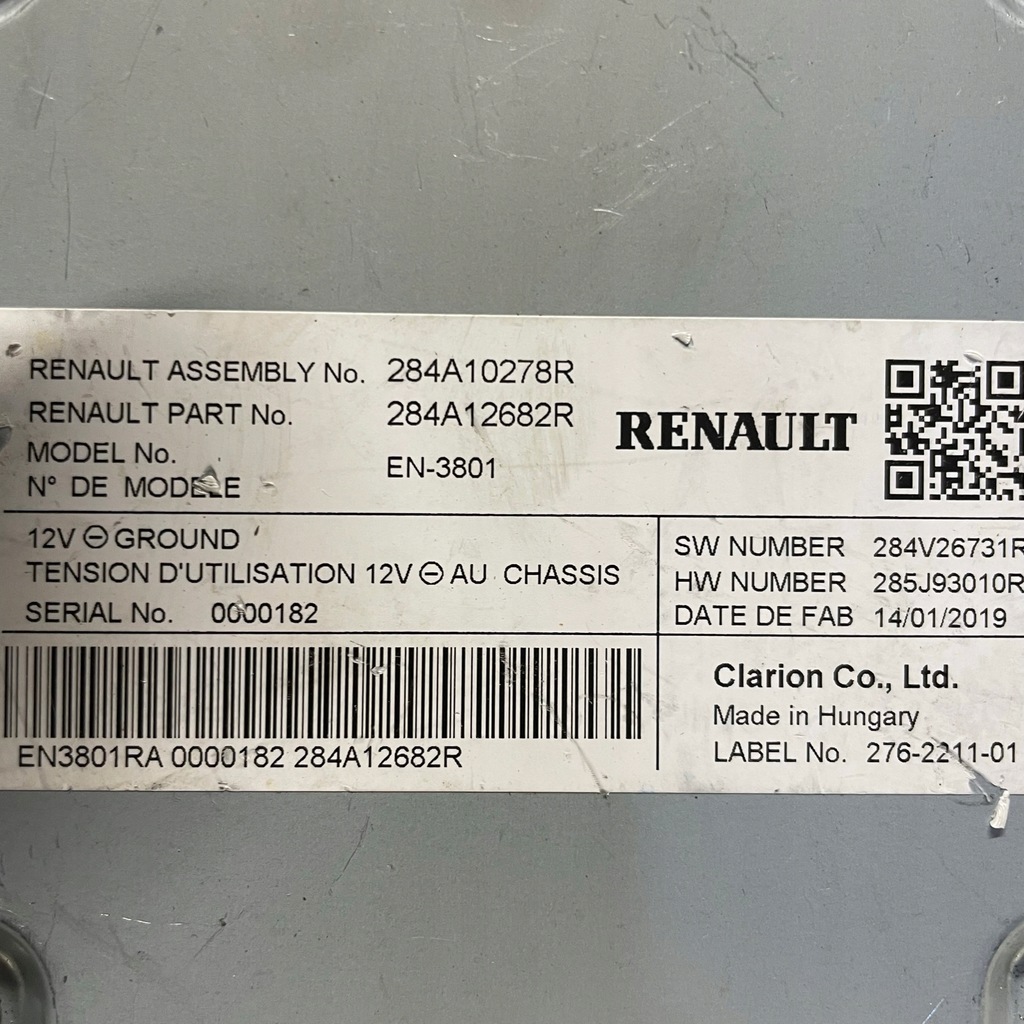 RENAULT ASSEMBLY No. 284A10278R
RENAULT PART No. 284A12682R
MODEL No.
N° DE MODELE
EN-3801
RENAULT
12V ⊖ GROUND
TENSION D'UTILISATION 12V ⊖ AU CHASSIS
SERIAL No. 0000182
SW NUMBER 284V26731R
HW NUMBER 285J93010R
DATE DE FAB 14/01/2019
EN3801RA 0000182 284A12682R
Clarion Co., Ltd.
Made in Hungary
LABEL No. 276-2211-01